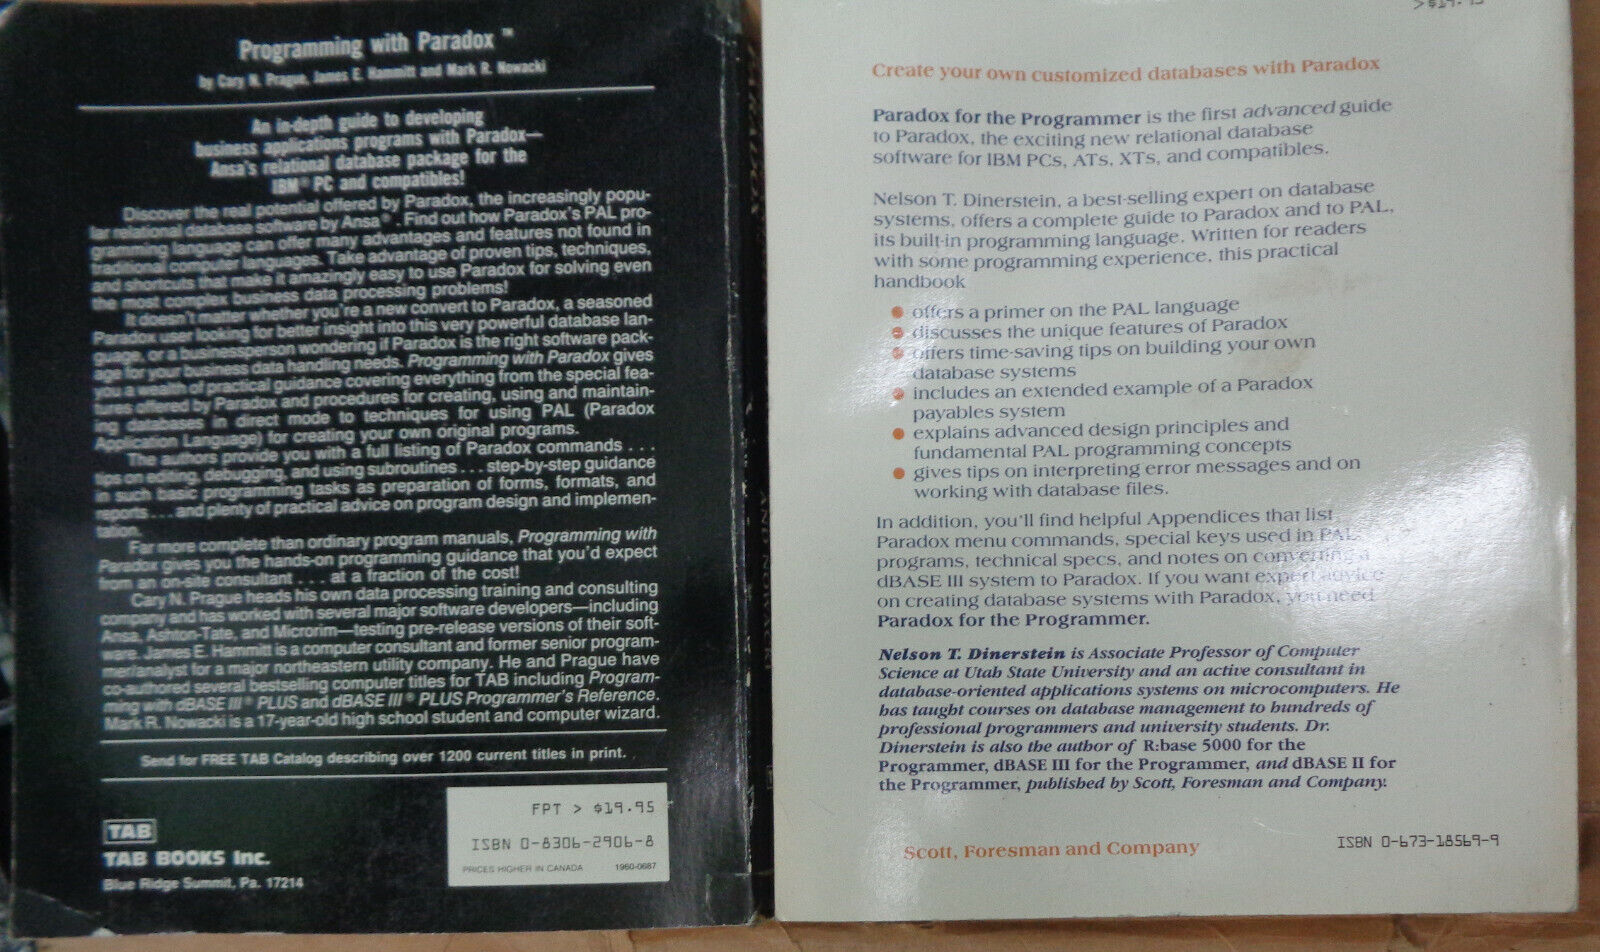 Programming with Paradox™
by Cary N. Prague, James E. Hammitt and Mark R. Nowacki
An in-depth guide to developing
business applications programs with Paradox—
Ansa's relational database package for the
IBM® PC and compatibles!
Discover the real potential offered by Paradox, the increasingly popu-
lar relational database software by Ansa®. Find out how Paradox's PAL pro-
gramming language can offer many advantages and features not found in
traditional computer languages. Take advantage of proven tips, techniques,
and shortcuts that make it amazingly easy to use Paradox for solving even
the most complex business data processing problems!
It doesn't matter whether you're a new convert to Paradox, a seasoned
Paradox user looking for better insight into this very powerful database lan-
guage, or a businessperson wondering if Paradox is the right software pack-
age for your business data handling needs. Programming with Paradox gives
you a wealth of practical guidance covering everything from the special fea-
tures offered by Paradox and procedures for creating, using and maintain-
ing databases in direct mode to techniques for using PAL (Paradox
Application Language) for creating your own original programs.
The authors provide you with a full listing of Paradox commands . . .
tips on editing, debugging, and using subroutines . . . step-by-step guidance
in such basic programming tasks as preparation of forms, formats, and
reports . . . and plenty of practical advice on program design and implemen-
tation.
Far more complete than ordinary program manuals, Programming with
Paradox gives you the hands-on programming guidance that you'd expect
from an on-site consultant . . . at a fraction of the cost!
Cary N. Prague heads his own data processing training and consulting
company and has worked with several major software developers—including
Ansa, Ashton-Tate, and Microrim—testing pre-release versions of their soft-
ware. James E. Hammitt is a computer consultant and former senior program-
mer/analyst for a major northeastern utility company. He and Prague have
co-authored several bestselling computer titles for TAB including Program-
ming with dBASE III® PLUS and dBASE III® PLUS Programmer's Reference.
Mark R. Nowacki is a 17-year-old high school student and computer wizard.
Send for FREE TAB Catalog describing over 1200 current titles in print.
TAB
TAB BOOKS Inc.
Blue Ridge Summit, Pa. 17214
FPT > $19.95
ISBN 0-8306-2906-8
PRICES HIGHER IN CANADA 1960-0687
AND NOWACKI
>$19.95
Create your own customized databases with Paradox
Paradox for the Programmer is the first advanced guide
to Paradox, the exciting new relational database
software for IBM PCs, ATs, XTs, and compatibles.
Nelson T. Dinerstein, a best-selling expert on database
systems, offers a complete guide to Paradox and to PAL,
its built-in programming language. Written for readers
with some programming experience, this practical
handbook
● offers a primer on the PAL language
● discusses the unique features of Paradox
● offers time-saving tips on building your own
database systems
● includes an extended example of a Paradox
payables system
● explains advanced design principles and
fundamental PAL programming concepts
● gives tips on interpreting error messages and on
working with database files.
In addition, you'll find helpful Appendices that list
Paradox menu commands, special keys used in PAL
programs, technical specs, and notes on converting a
dBASE III system to Paradox. If you want expert advice
on creating database systems with Paradox, you need
Paradox for the Programmer.
Nelson T. Dinerstein is Associate Professor of Computer
Science at Utah State University and an active consultant in
database-oriented applications systems on microcomputers. He
has taught courses on database management to hundreds of
professional programmers and university students. Dr.
Dinerstein is also the author of R:base 5000 for the
Programmer, dBASE III for the Programmer, and dBASE II for
the Programmer, published by Scott, Foresman and Company.
Scott, Foresman and Company
ISBN 0-673-18569-9